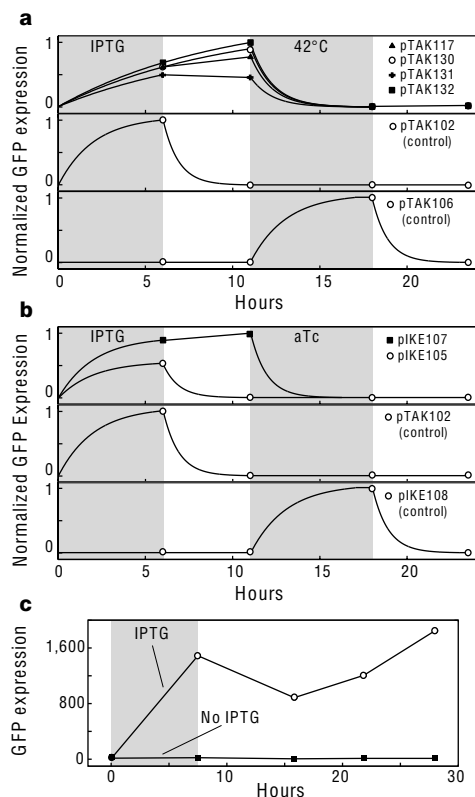 a
Normalized GFP expression
1
0
IPTG
42°C
pTAK117
pTAK130
pTAK131
pTAK132
1
0
pTAK102
(control)
1
0
pTAK106
(control)
0 5 10 15 20
Hours
b
Normalized GFP Expression
1
0
IPTG
aTc
pIKE107
pIKE105
1
0
pTAK102
(control)
1
0
pIKE108
(control)
0 5 10 15 20
Hours
c
GFP expression
1,600
800
0
IPTG
No IPTG
0 10 20 30
Hours